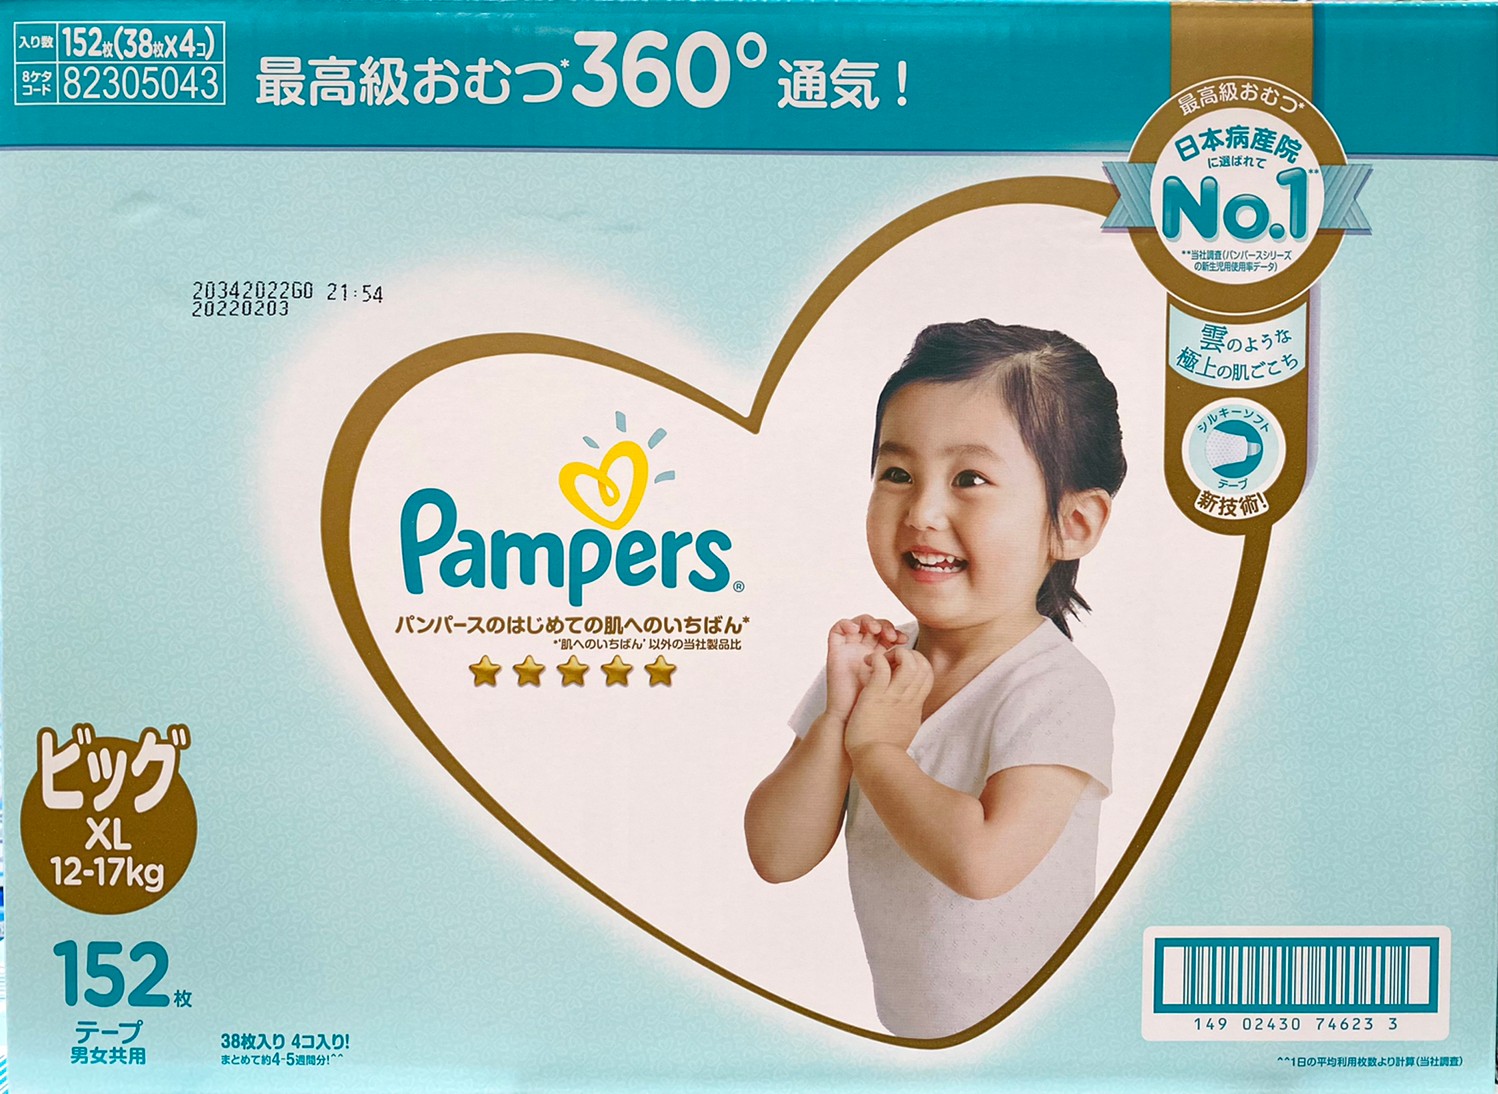 入り数 152枚(38枚×4コ)
8ケタコード 82305043
最高級おむつ*360°通気!
最高級おむつ*
日本病産院
に選ばれて
No.1**
**当社調査(パンパースシリーズ
の新生児用使用率データ)
雲のような
極上の肌ごこち
シルキーソフト
テープ
新技術!
20342022G0 21:54
20220203
Pampers®
パンパースのはじめての肌へのいちばん*
*'肌へのいちばん' 以外の当社製品比
ビッグ
XL
12-17kg
152枚
テープ
男女共用
38枚入り 4コ入り!
まとめて約4-5週間分!^^
149 02430 74623 3
^^1日の平均利用枚数より計算(当社調査)